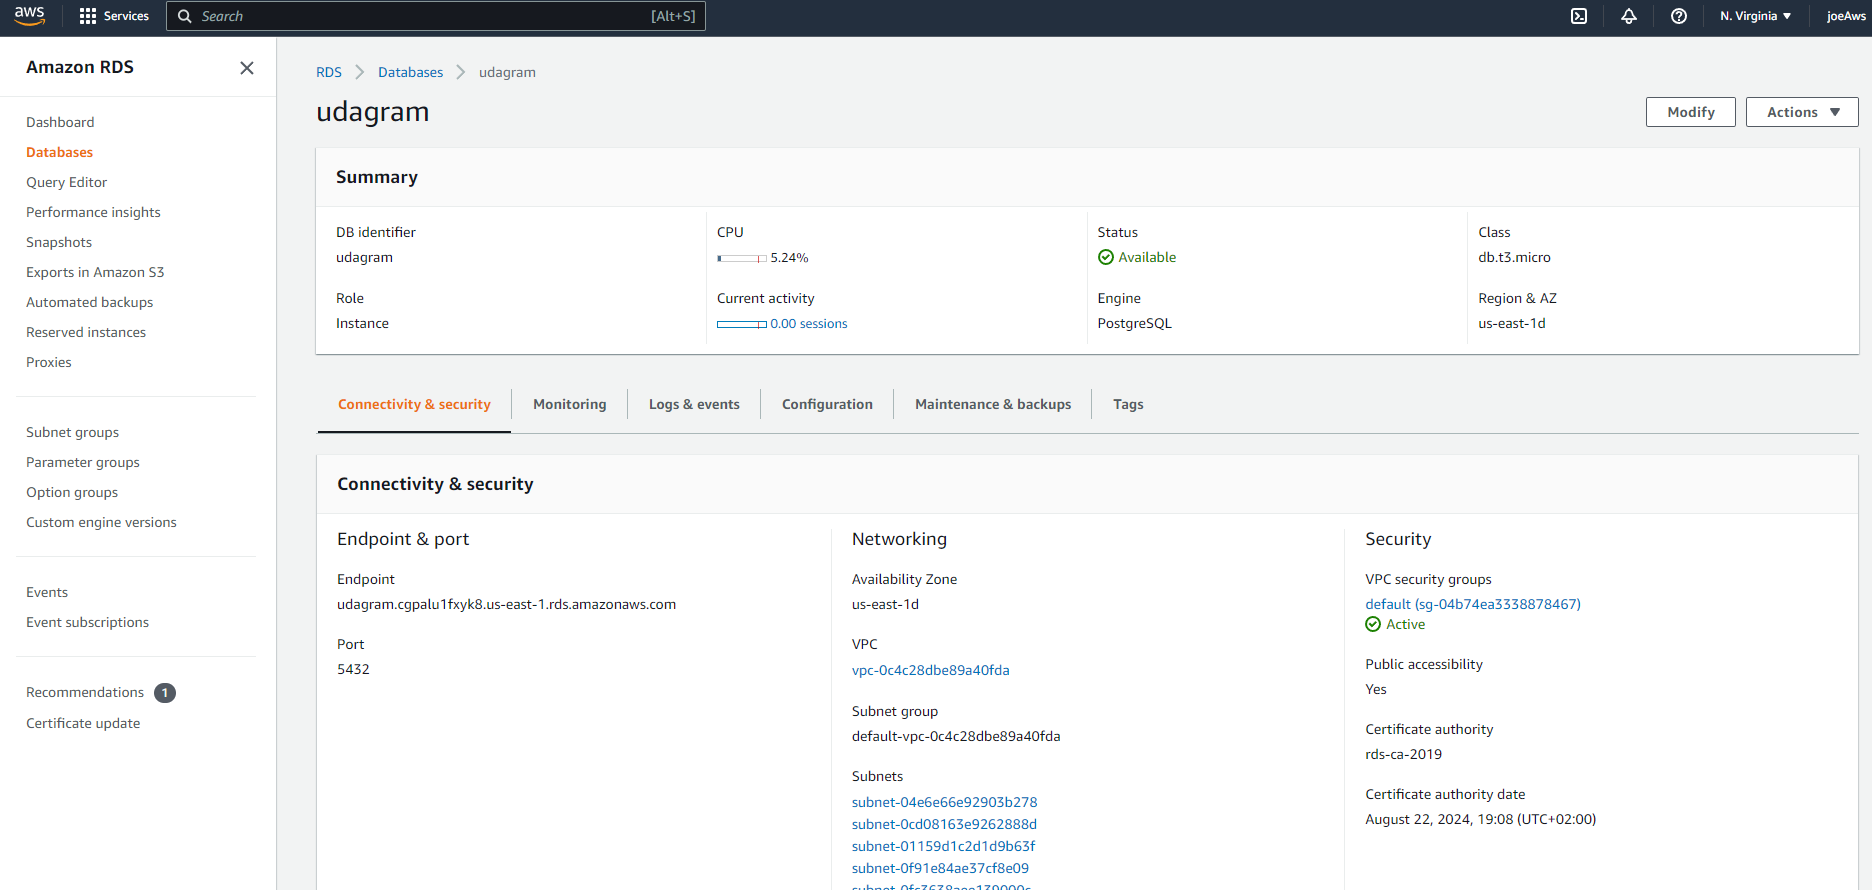 aws
Services
Search
[Alt+S]
N. Virginia
joeAws
Amazon RDS
Dashboard
Databases
Query Editor
Performance insights
Snapshots
Exports in Amazon S3
Automated backups
Reserved instances
Proxies
Subnet groups
Parameter groups
Option groups
Custom engine versions
Events
Event subscriptions
Recommendations 1
Certificate update
RDS > Databases > udagram
udagram
Modify
Actions
Summary
DB identifier
udagram
CPU
5.24%
Status
Available
Class
db.t3.micro
Role
Instance
Current activity
0.00 sessions
Engine
PostgreSQL
Region & AZ
us-east-1d
Connectivity & security
Monitoring
Logs & events
Configuration
Maintenance & backups
Tags
Connectivity & security
Endpoint & port
Endpoint
udagram.cgpalu1fxyk8.us-east-1.rds.amazonaws.com
Port
5432
Networking
Availability Zone
us-east-1d
VPC
vpc-0c4c28dbe89a40fda
Subnet group
default-vpc-0c4c28dbe89a40fda
Subnets
subnet-04e6e66e92903b278
subnet-0cd08163e9262888d
subnet-01159d1c2d1d9b63f
subnet-0f91e84ae37cf8e09
Security
VPC security groups
default (sg-04b74ea3338878467)
Active
Public accessibility
Yes
Certificate authority
rds-ca-2019
Certificate authority date
August 22, 2024, 19:08 (UTC+02:00)